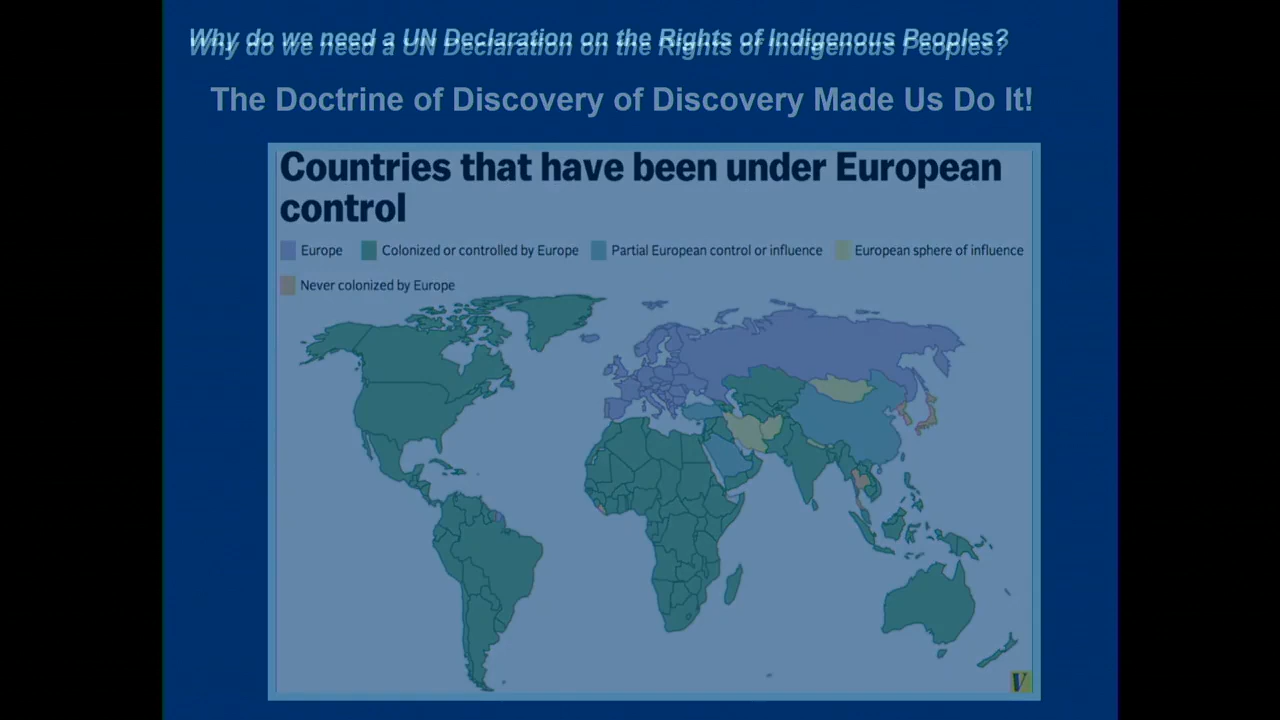 Why do we need a UN Declaration on the Rights of Indigenous Peoples?
The Doctrine of Discovery of Discovery Made Us Do It!
Countries that have been under European
control
Europe Colonized or controlled by Europe Partial European control or influence European sphere of influence
Never colonized by Europe
V